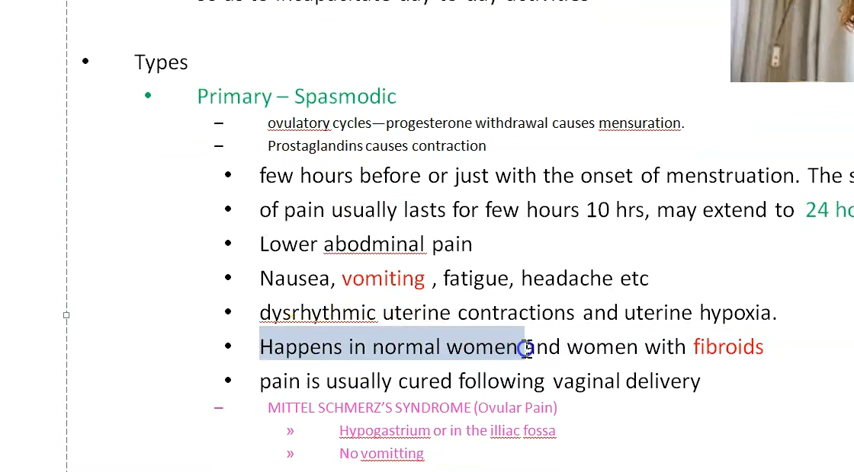 Types
Primary – Spasmodic
ovulatory cycles—progesterone withdrawal causes mensuration.
Prostaglandins causes contraction
few hours before or just with the onset of menstruation. The
of pain usually lasts for few hours 10 hrs, may extend to 24
Lower abodminal pain
Nausea, vomiting , fatigue, headache etc
dysrhythmic uterine contractions and uterine hypoxia.
Happens in normal women and women with fibroids
pain is usually cured following vaginal delivery
MITTEL SCHMERZ'S SYNDROME (Ovular Pain)
Hypogastrium or in the illiac fossa
No vomitting